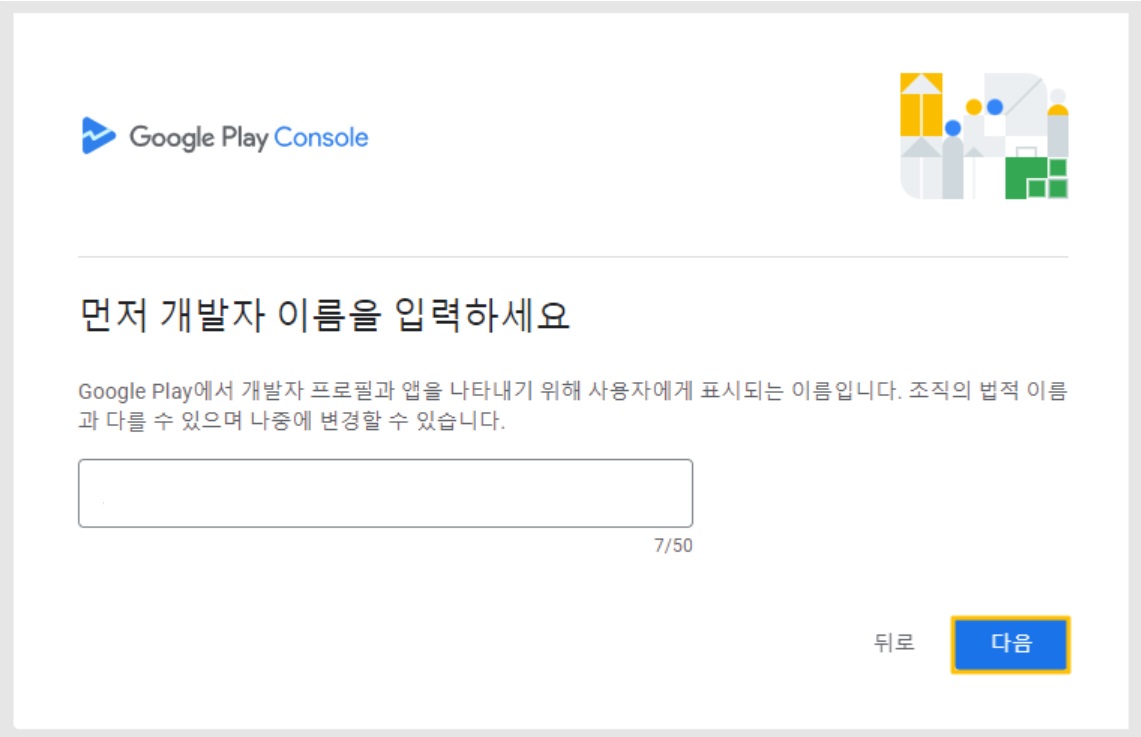 Google Play Console
먼저 개발자 이름을 입력하세요
Google Play에서 개발자 프로필과 앱을 나타내기 위해 사용자에게 표시되는 이름입니다. 조직의 법적 이름
과 다를 수 있으며 나중에 변경할 수 있습니다.
7/50
뒤로
다음